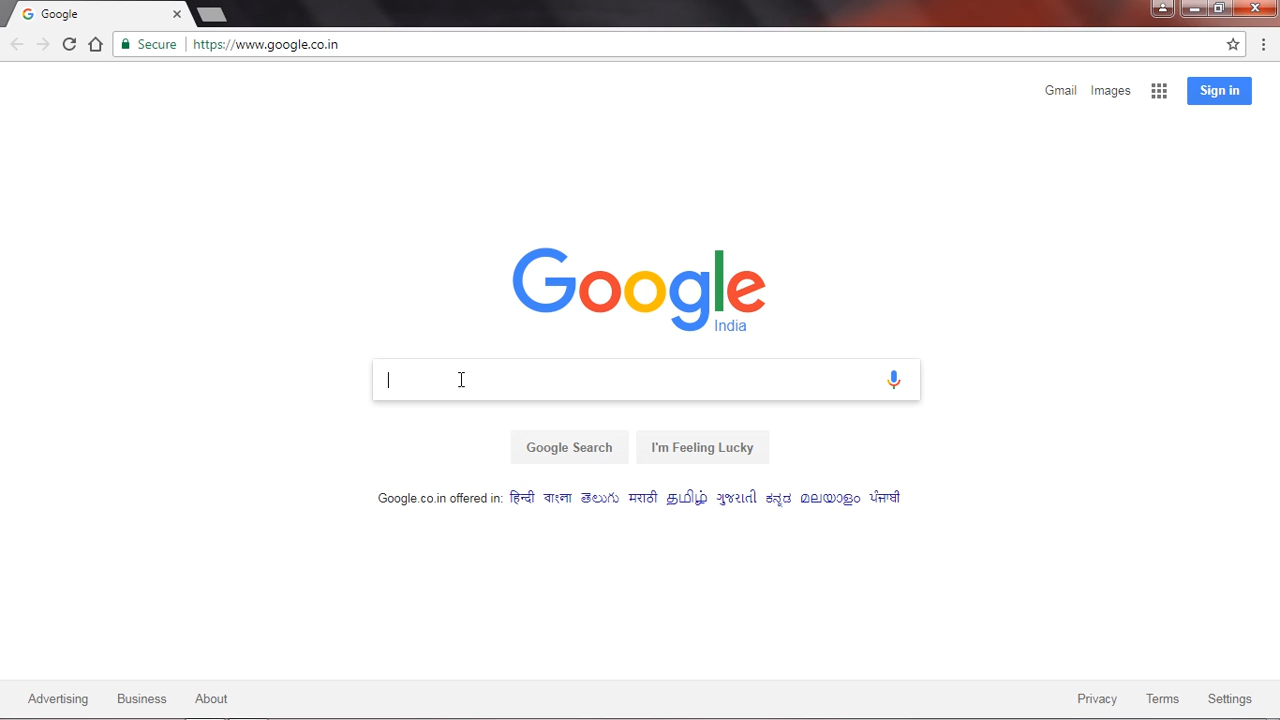 Google
Secure https://www.google.co.in
Gmail Images Sign in
Google
India
Google Search I'm Feeling Lucky
Google.co.in offered in: हिन्दी বাংলা తెలుగు मराठी தமிழ் ગુજરાતી ಕನ್ನಡ മലയാളം ਪੰਜਾਬੀ
Advertising Business About Privacy Terms Settings